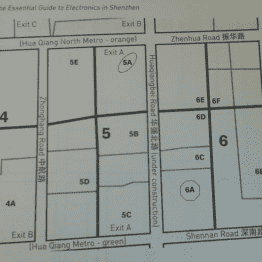 he Essential Guide to Electronics in Shenzhen
Exit C
Exit B
(Hua Qiang North Metro - orange)
Zhenhua Road 振华路
Exit A
5E
5A
Zhonghang Road 中航路
Huaqiangbei Road 华强北路 (under construction)
6E
6F
4
5
5B
6D
6
6C
5D
6A
6B
4A
5C
Exit B
Exit A
Shennan Road 深南路
(Hua Qiang Metro - green)